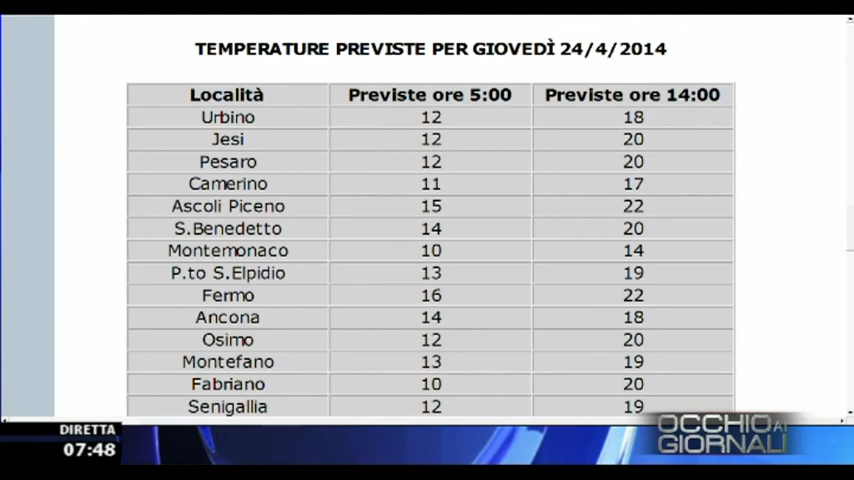 TEMPERATURE PREVISTE PER GIOVEDÌ 24/4/2014
Località Previste ore 5:00 Previste ore 14:00
Urbino 12 18
Jesi 12 20
Pesaro 12 20
Camerino 11 17
Ascoli Piceno 15 22
S.Benedetto 14 20
Montemonaco 10 14
P.to S.Elpidio 13 19
Fermo 16 22
Ancona 14 18
Osimo 12 20
Montefano 13 19
Fabriano 10 20
Senigallia 12 19
DIRETTA
07:48
OCCHIO AI
GIORNALI